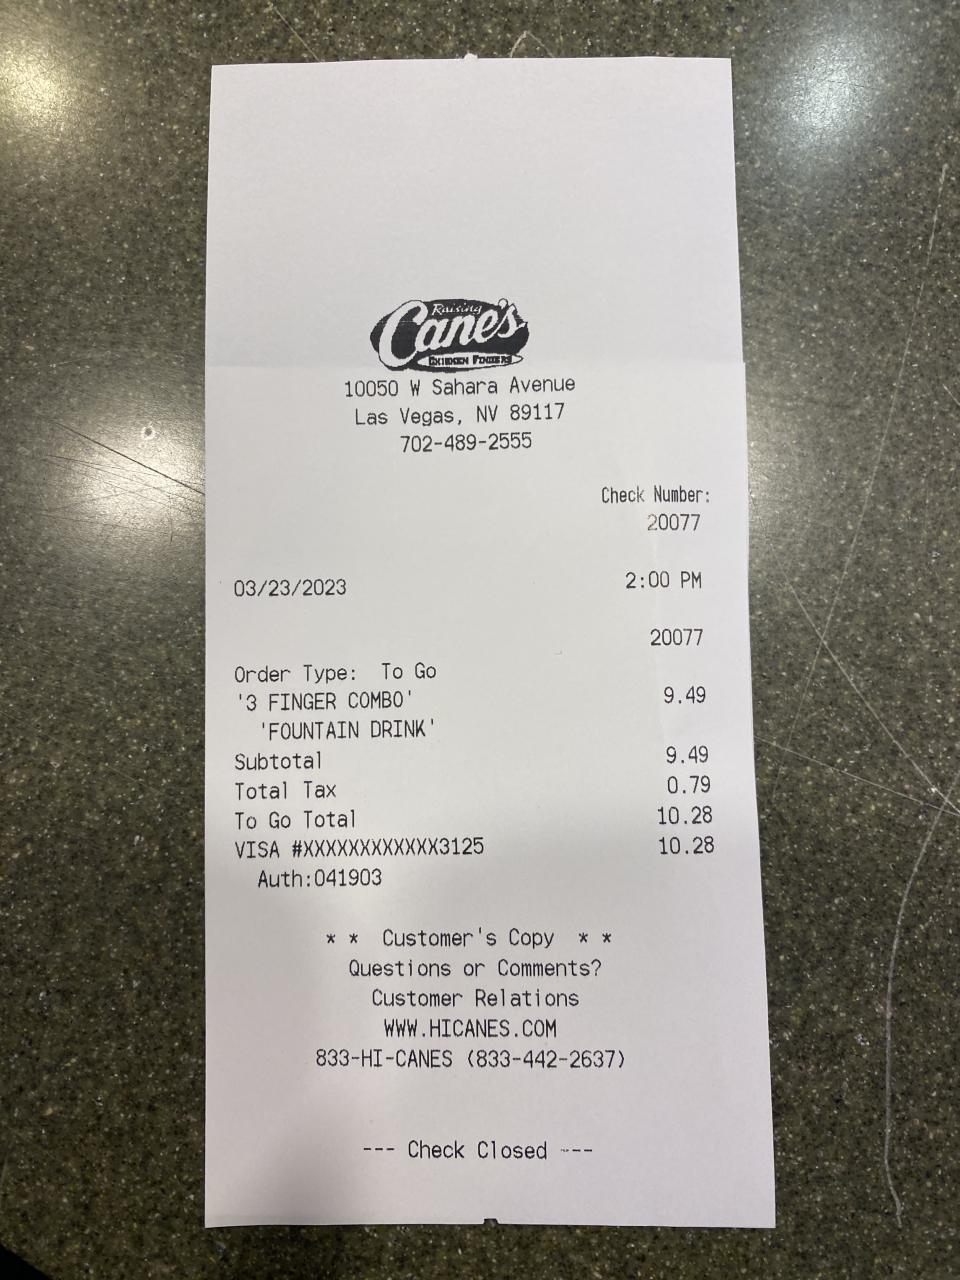 Raising
Cane's
CHICKEN FINGERS
10050 W Sahara Avenue
Las Vegas, NV 89117
702-489-2555
Check Number:
20077
03/23/2023 2:00 PM
20077
Order Type: To Go
'3 FINGER COMBO' 9.49
'FOUNTAIN DRINK'
Subtotal 9.49
Total Tax 0.79
To Go Total 10.28
VISA #XXXXXXXXXXXX3125 10.28
Auth:041903
* * Customer's Copy * *
Questions or Comments?
Customer Relations
WWW.HICANES.COM
833-HI-CANES (833-442-2637)
--- Check Closed ---